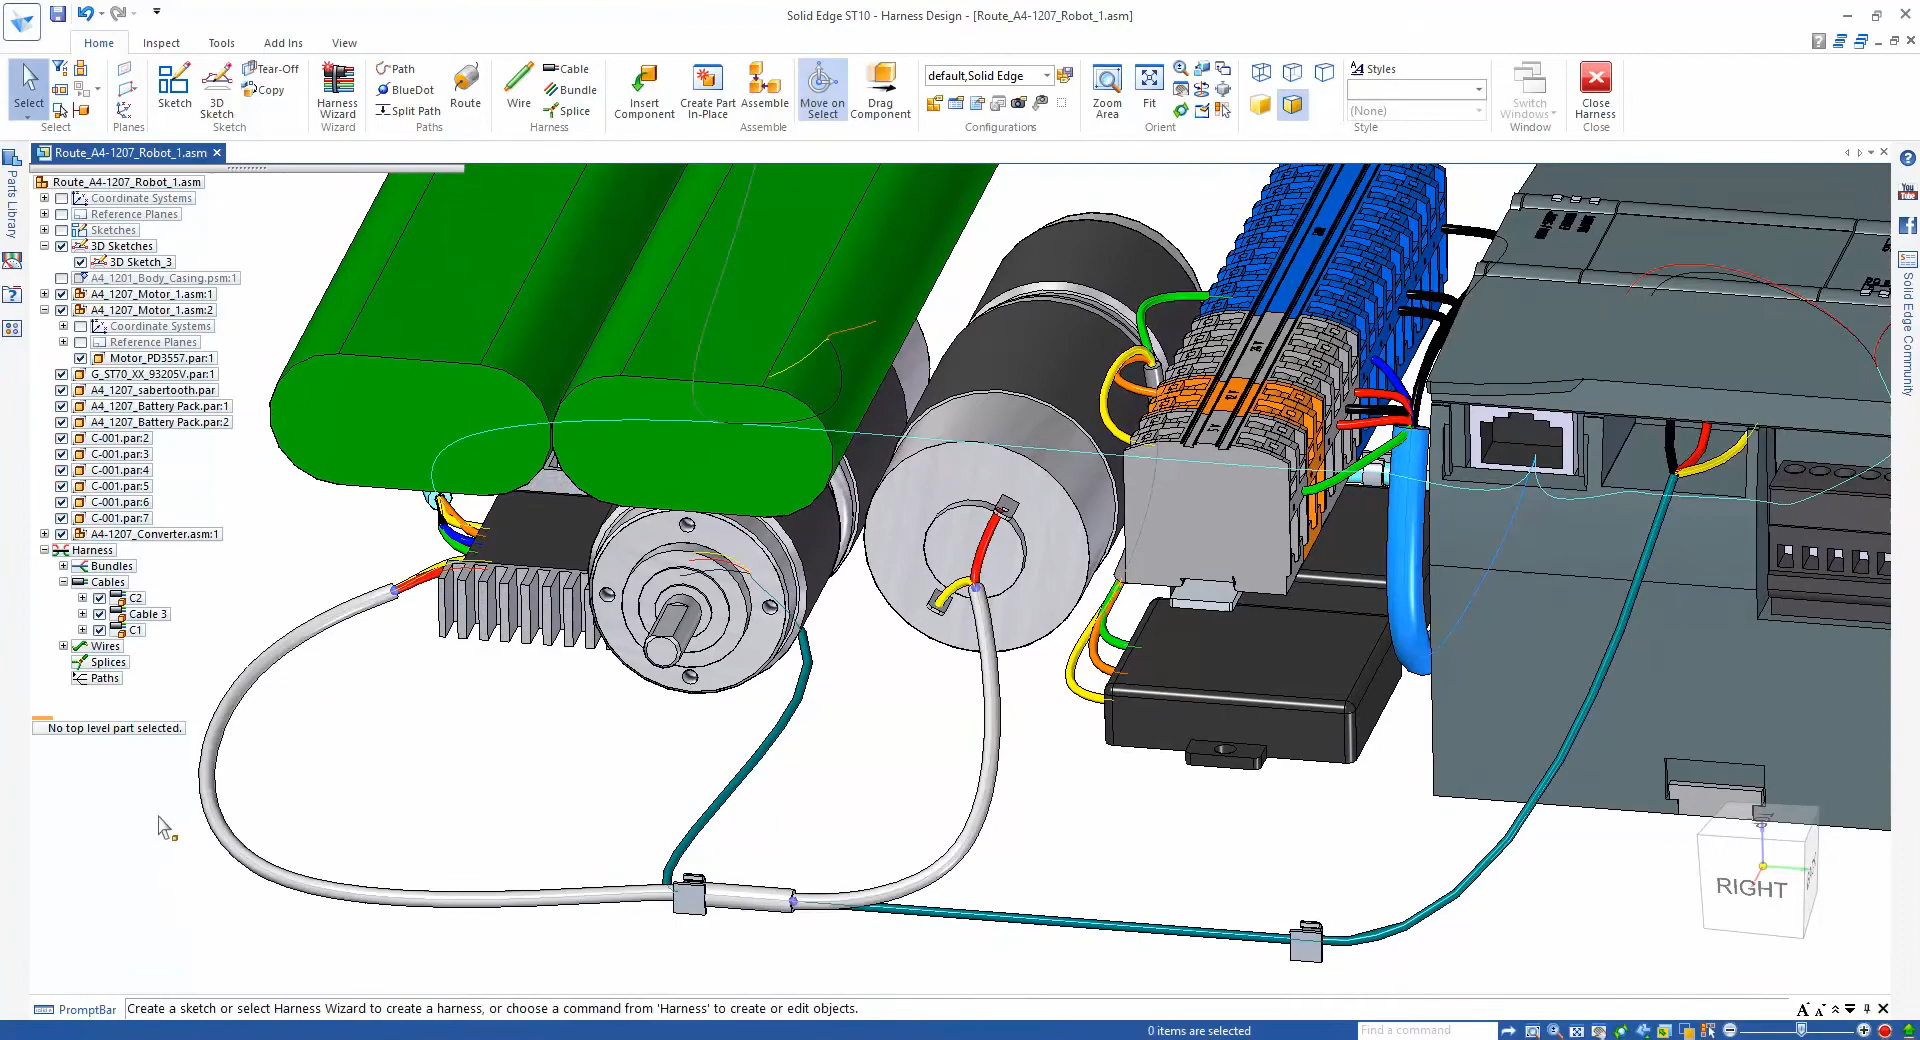 Solid Edge ST10 - Harness Design - [Route_A4-1207_Robot_1.asm]
Home Inspect Tools Add Ins View
Select
Sketch
3D Sketch
Tear-Off
Copy
Harness Wizard
Path
BlueDot
Split Path
Route
Wire
Cable
Bundle
Splice
Insert Component
Create Part In-Place
Assemble
Move on Select
Drag Component
default,Solid Edge
Zoom Area
Fit
Styles
(None)
Switch Windows
Close Harness
Select Planes Sketch Wizard Paths Harness Assemble Configurations Orient Style Window Close
Route_A4-1207_Robot_1.asm
Parts Library
Route_A4-1207_Robot_1.asm
Coordinate Systems
Reference Planes
Sketches
3D Sketches
3D Sketch_3
A4_1201_Body_Casing.psm:1
A4_1207_Motor_1.asm:1
A4_1207_Motor_1.asm:2
Coordinate Systems
Reference Planes
Motor_PD3557.par:1
G_ST70_XX_93205V.par:1
A4_1207_sabertooth.par
A4_1207_Battery Pack.par:1
A4_1207_Battery Pack.par:2
C-001.par:2
C-001.par:3
C-001.par:4
C-001.par:5
C-001.par:6
C-001.par:7
A4-1207_Converter.asm:1
Harness
Bundles
Cables
C2
Cable 3
C1
Wires
Splices
Paths
No top level part selected.
You Tube
Solid Edge Community
RIGHT
PromptBar
Create a sketch or select Harness Wizard to create a harness, or choose a command from 'Harness' to create or edit objects.
0 items are selected
Find a command